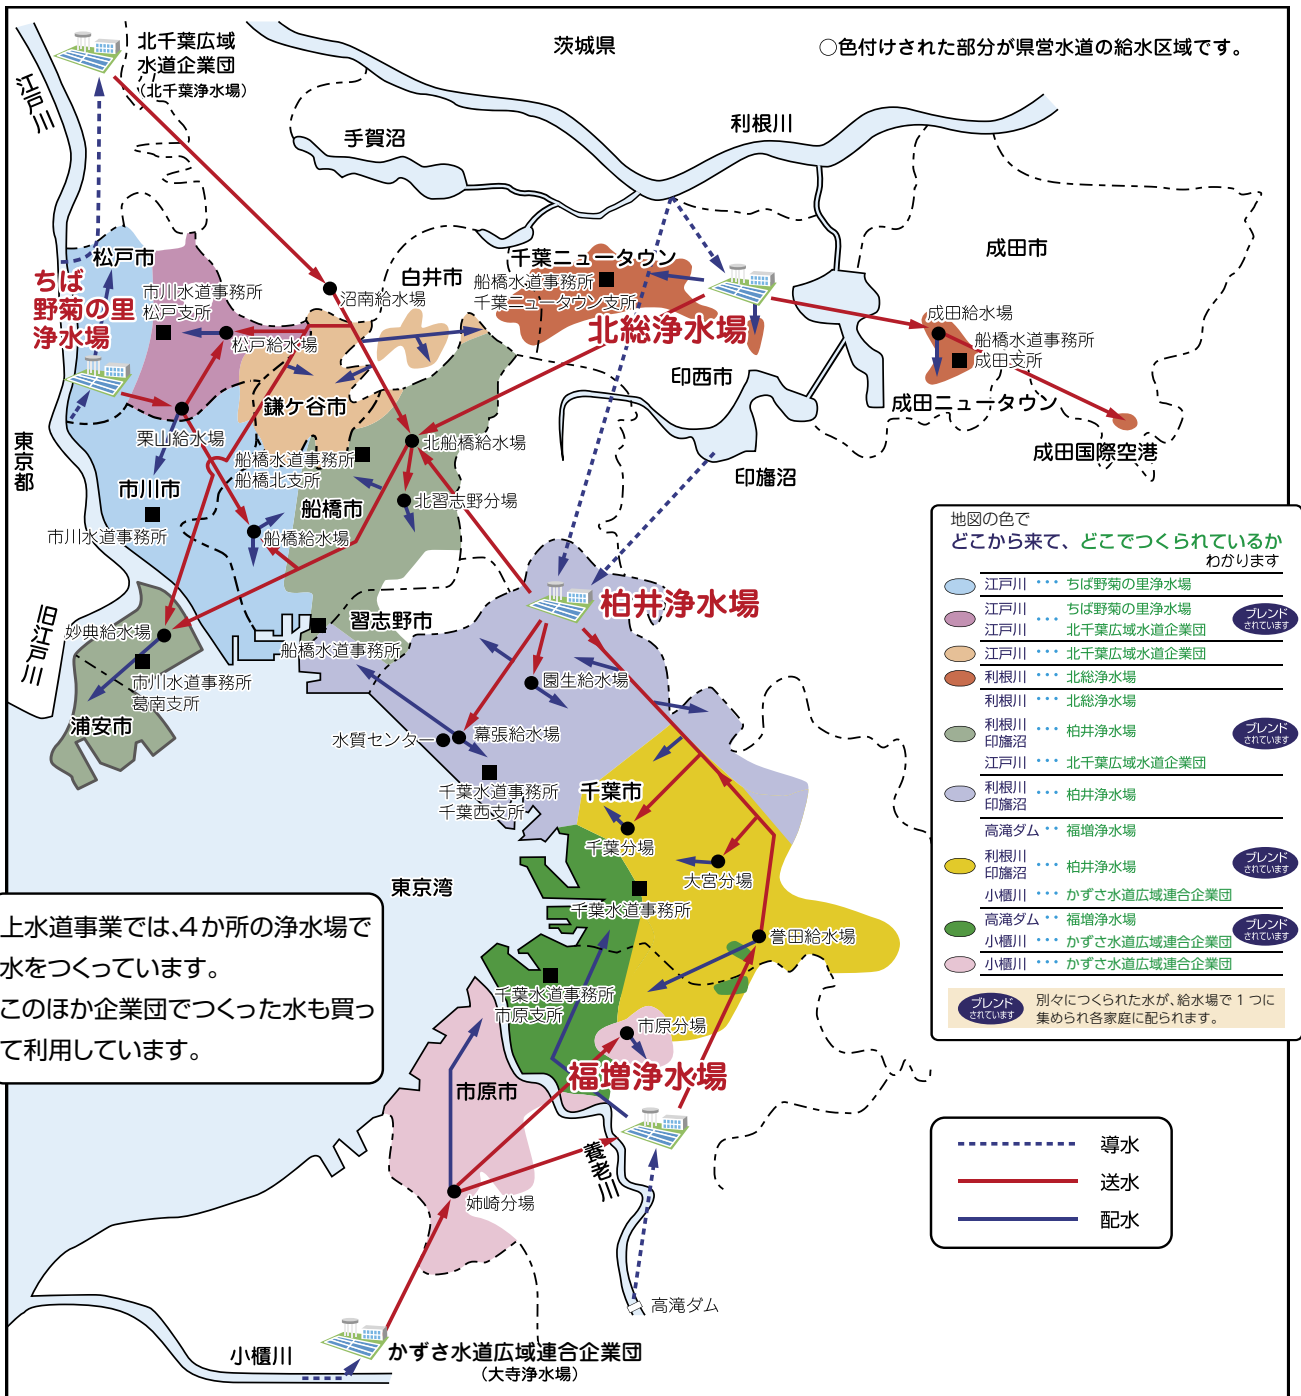 北千葉広域
水道企業団
（北千葉浄水場）
茨城県
○色付けされた部分が県営水道の給水区域です。
江戸川
手賀沼
利根川
成田市
松戸市
ちば
野菊の里
浄水場
市川水道事務所
松戸支所
白井市
沼南給水場
千葉ニュータウン
船橋水道事務所
千葉ニュータウン支所
北総浄水場
松戸給水場
成田給水場
船橋水道事務所
成田支所
印西市
成田ニュータウン
成田国際空港
鎌ケ谷市
栗山給水場
東京都
北船橋給水場
船橋水道事務所
船橋北支所
印旛沼
市川市
船橋市
北習志野分場
市川水道事務所
船橋給水場
旧江戸川
妙典給水場
習志野市
船橋水道事務所
柏井浄水場
市川水道事務所
葛南支所
園生給水場
浦安市
水質センター
幕張給水場
千葉水道事務所
千葉西支所
千葉市
千葉分場
大宮分場
東京湾
千葉水道事務所
誉田給水場
千葉水道事務所
市原支所
市原分場
福増浄水場
市原市
養老川
姉崎分場
高滝ダム
小櫃川
かずさ水道広域連合企業団
（大寺浄水場）
上水道事業では、4か所の浄水場で
水をつくっています。
このほか企業団でつくった水も買っ
て利用しています。
地図の色で
どこから来て、どこでつくられているか
わかります
江戸川 ・・・ ちば野菊の里浄水場
江戸川 ちば野菊の里浄水場
・・・
江戸川 北千葉広域水道企業団
ブレンド
されています
江戸川 ・・・ 北千葉広域水道企業団
利根川 ・・・ 北総浄水場
利根川 ・・・ 北総浄水場
利根川
印旛沼 ・・・ 柏井浄水場
ブレンド
されています
江戸川 ・・・ 北千葉広域水道企業団
利根川
印旛沼 ・・・ 柏井浄水場
高滝ダム ・・ 福増浄水場
利根川
印旛沼 ・・・ 柏井浄水場
ブレンド
されています
小櫃川 ・・・ かずさ水道広域連合企業団
高滝ダム ・・ 福増浄水場
小櫃川 ・・・ かずさ水道広域連合企業団
ブレンド
されています
小櫃川 ・・・ かずさ水道広域連合企業団
ブレンド
されています
別々につくられた水が、給水場で1つに
集められ各家庭に配られます。
導水
送水
配水